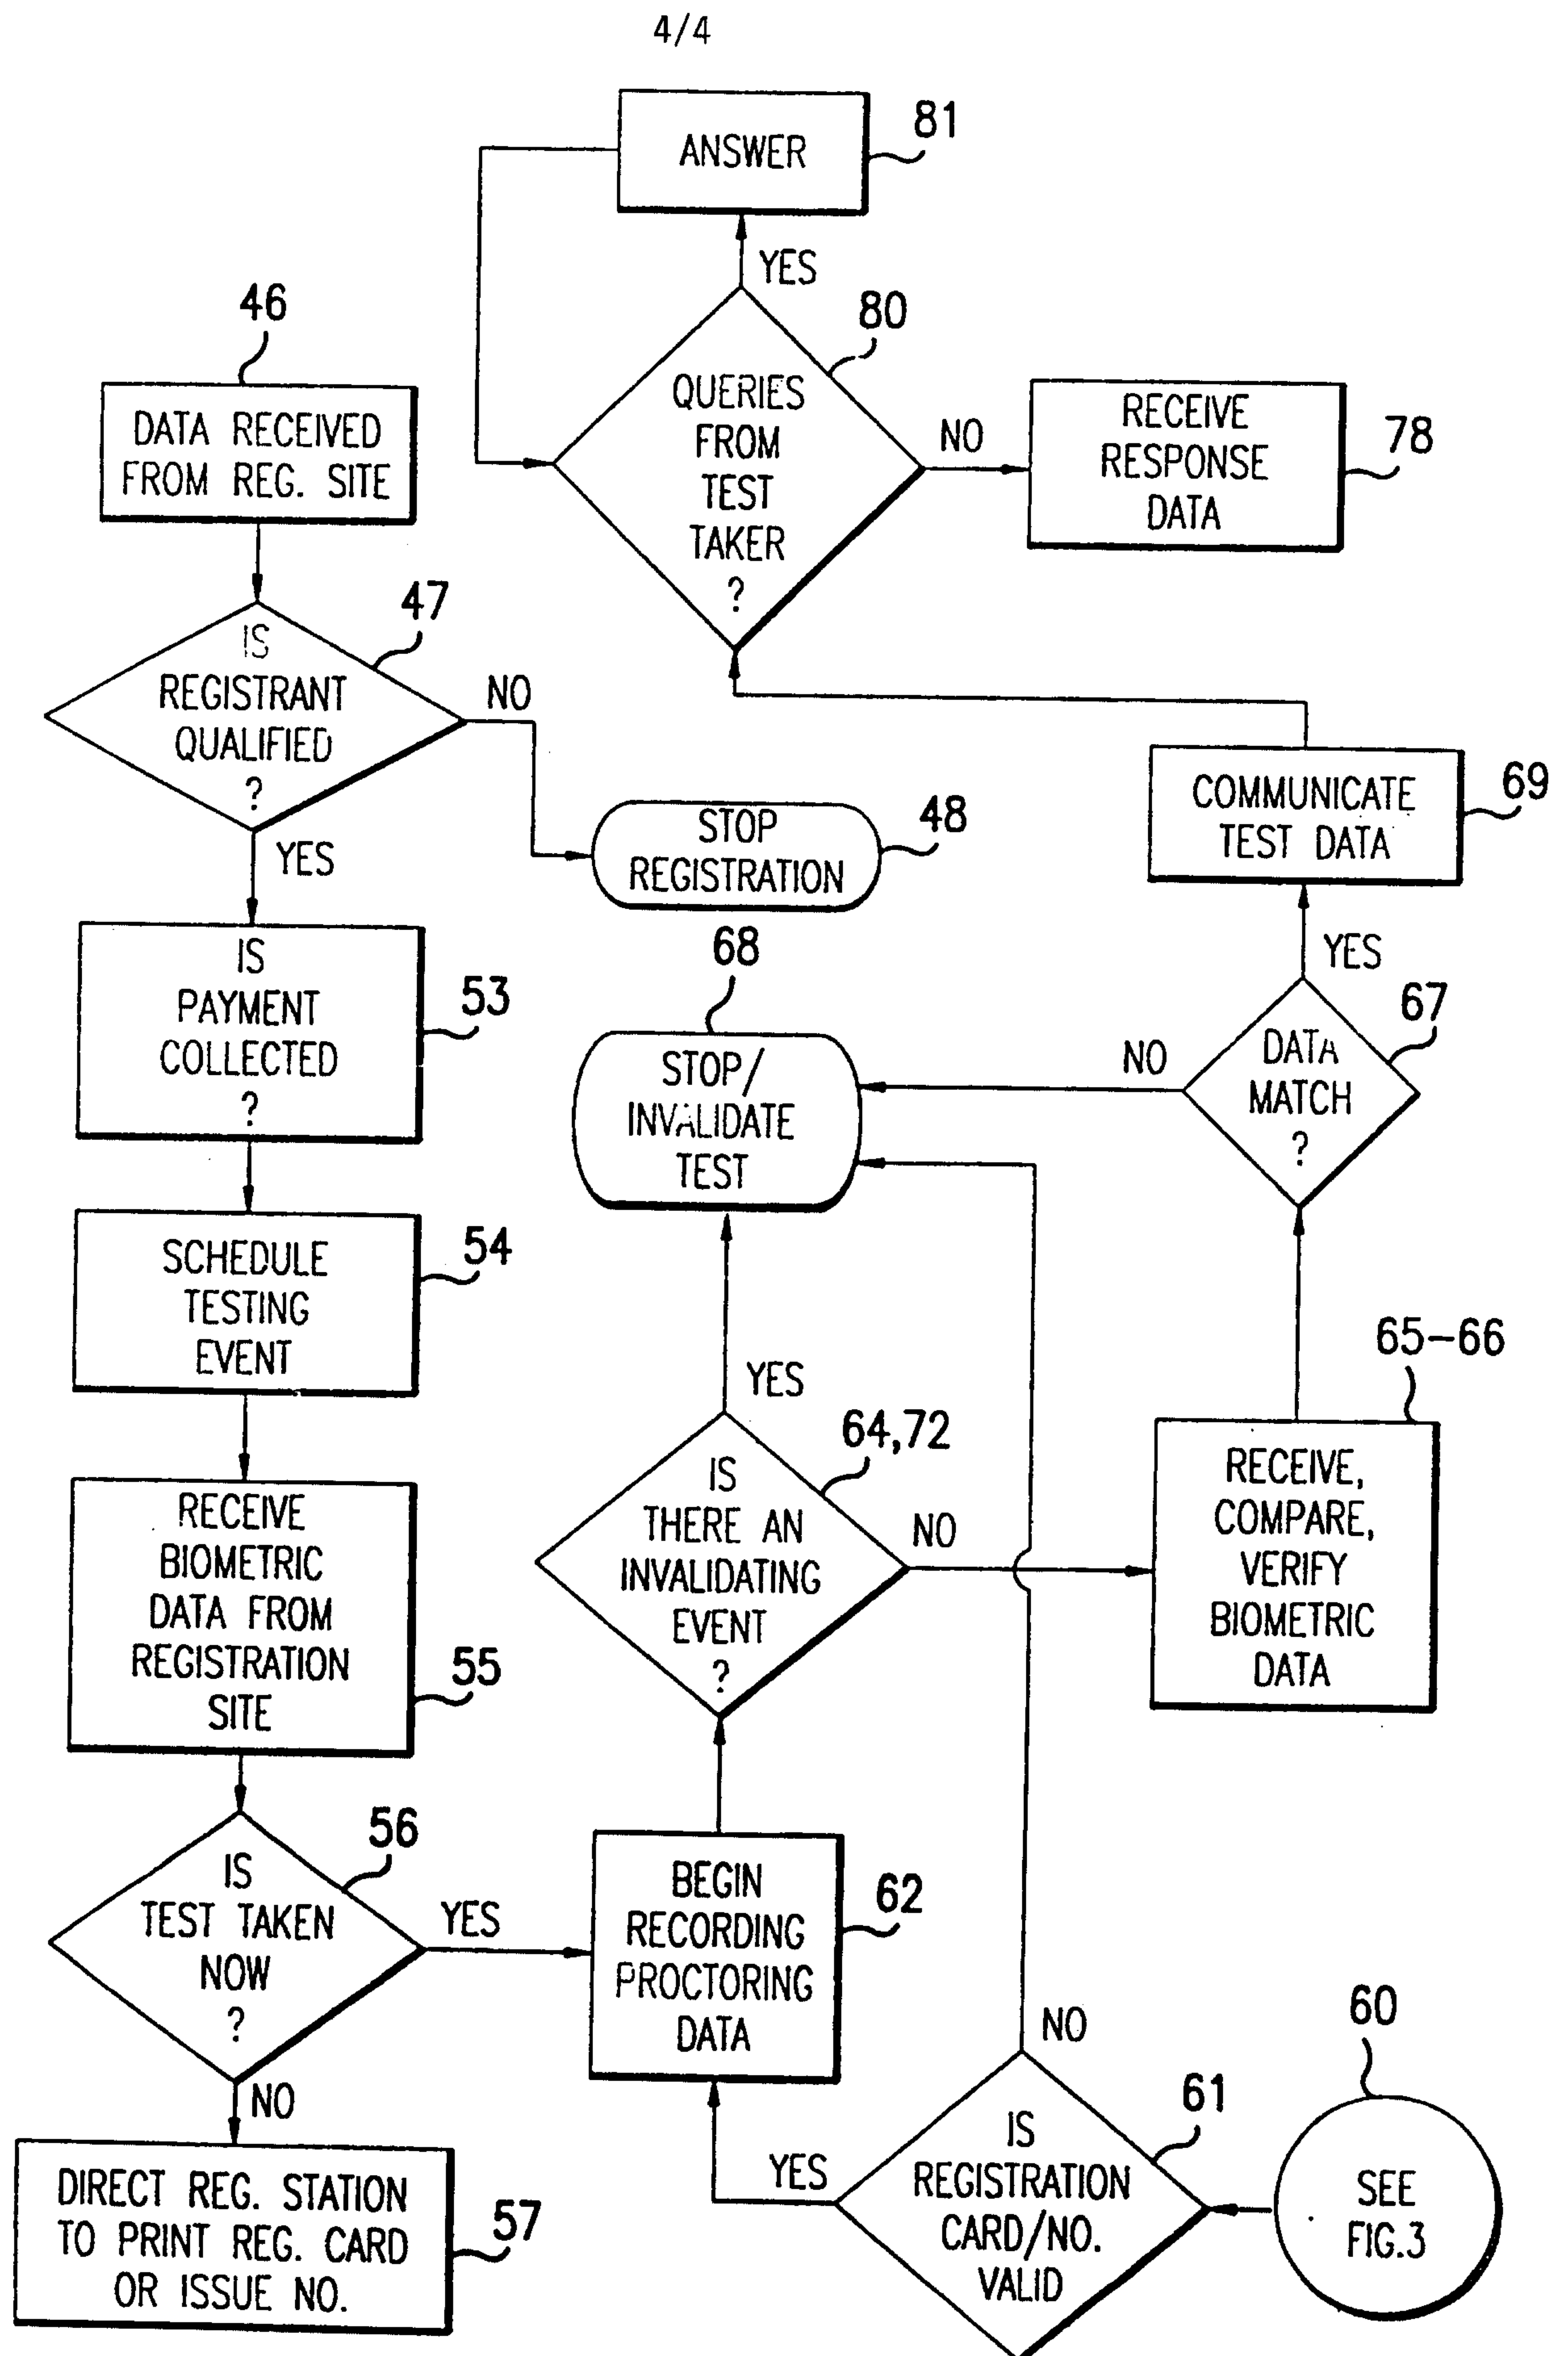 4/4
ANSWER
81
YES
80
QUERIES
FROM
TEST
TAKER
?
NO
RECEIVE
RESPONSE
DATA
78
46
DATA RECEIVED
FROM REG. SITE
47
IS
REGISTRANT
QUALIFIED
?
NO
YES
STOP
REGISTRATION
48
COMMUNICATE
TEST DATA
69
IS
PAYMENT
COLLECTED
?
53
68
STOP/
INVALIDATE
TEST
YES
67
NO
DATA
MATCH
?
SCHEDULE
TESTING
EVENT
54
65-66
YES
64,72
IS
THERE AN
INVALIDATING
EVENT
?
NO
RECEIVE,
COMPARE,
VERIFY
BIOMETRIC
DATA
RECEIVE
BIOMETRIC
DATA FROM
REGISTRATION
SITE
55
56
IS
TEST TAKEN
NOW
?
YES
BEGIN
RECORDING
PROCTORING
DATA
62
NO
NO
60
61
IS
REGISTRATION
CARD/NO.
VALID
YES
SEE
FIG.3
DIRECT REG. STATION
TO PRINT REG. CARD
OR ISSUE NO.
57